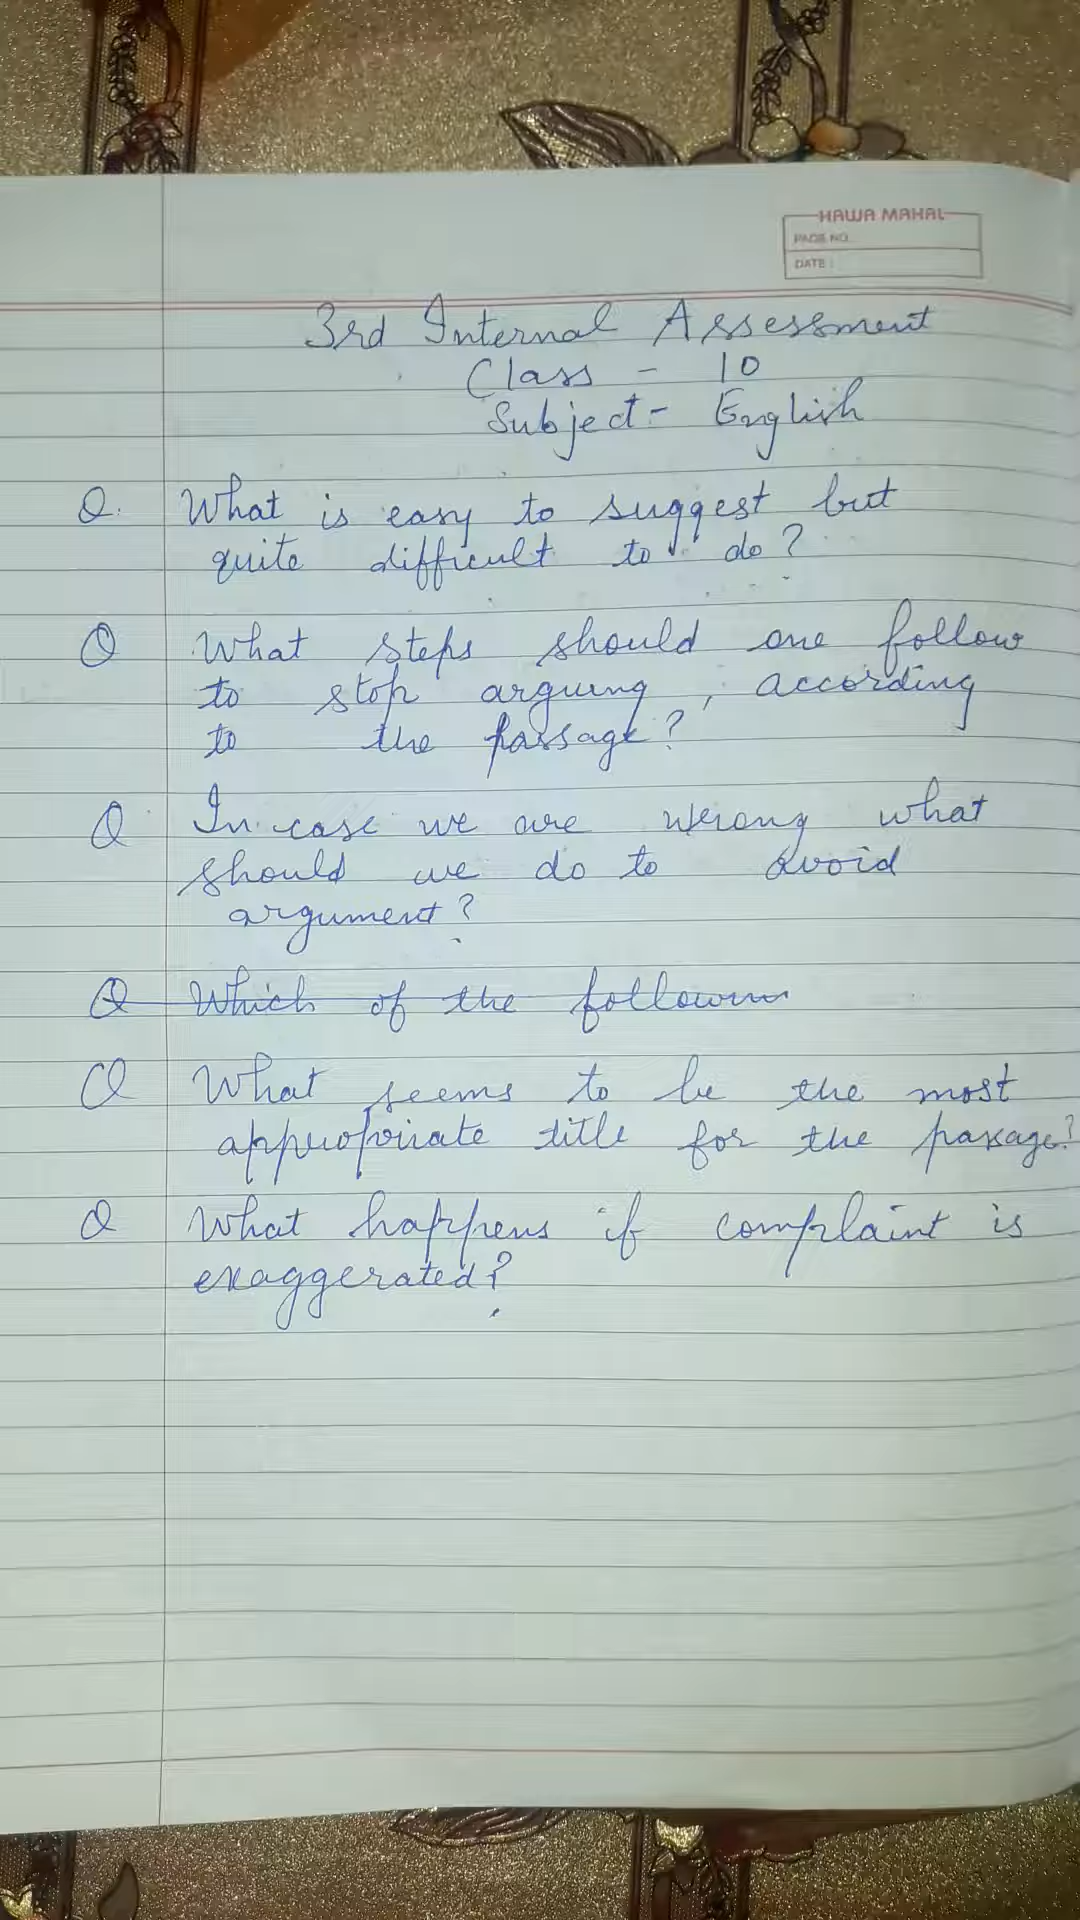 HAWA MAHAL
PAGE NO.
DATE :
3rd Internal Assessment
Class - 10
Subject - English
Q. What is easy to suggest but
quite difficult to do?
Q What steps should one follow
to stop arguing, according
to the passage?
Q In case we are wrong what
should we do to avoid
argument?
Q Which of the
Q What seems to be the most
appropriate title for the passage?
Q What happens if complaint is
exaggerated?